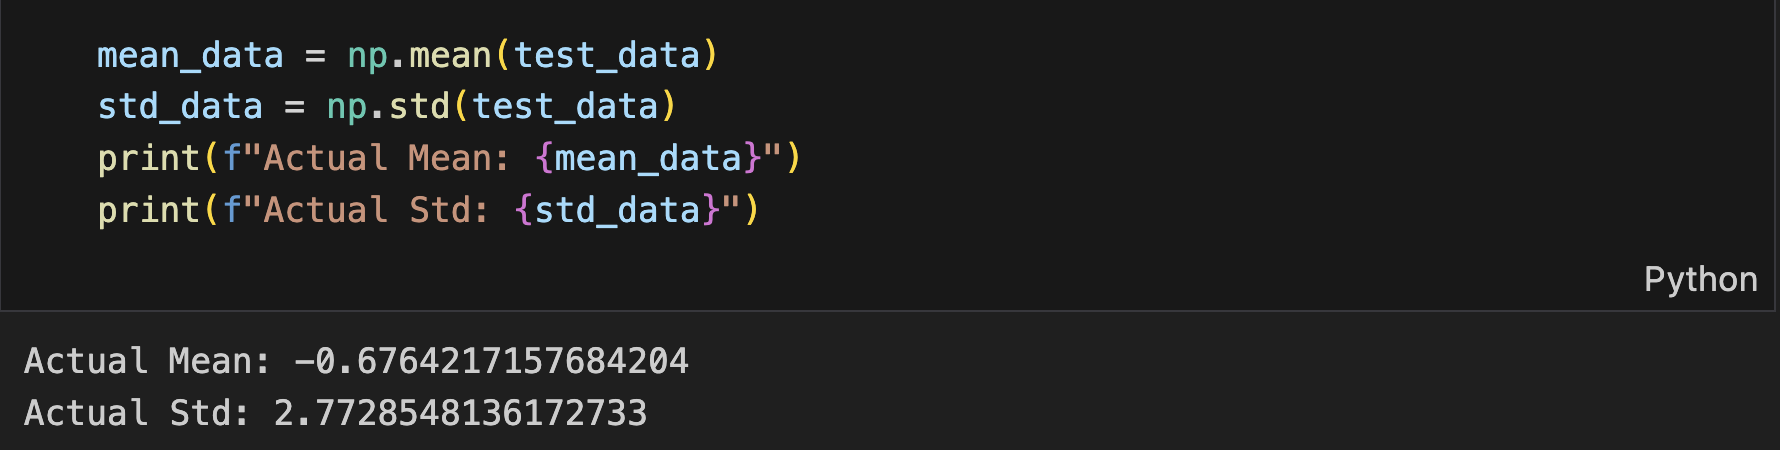 mean_data = np.mean(test_data)
std_data = np.std(test_data)
print(f"Actual Mean: {mean_data}")
print(f"Actual Std: {std_data}")
Python
Actual Mean: -0.6764217157684204
Actual Std: 2.7728548136172733